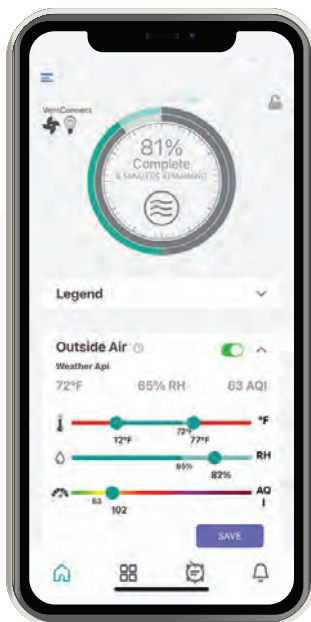 VentConnect
81%
Complete
6 MINUTES REMAINING
Legend
Outside Air
Weather Api
72°F 65% RH 63 AQI
°F
72°F
12°F 77°F
RH
65%
82%
AQ
I
63
102
SAVE